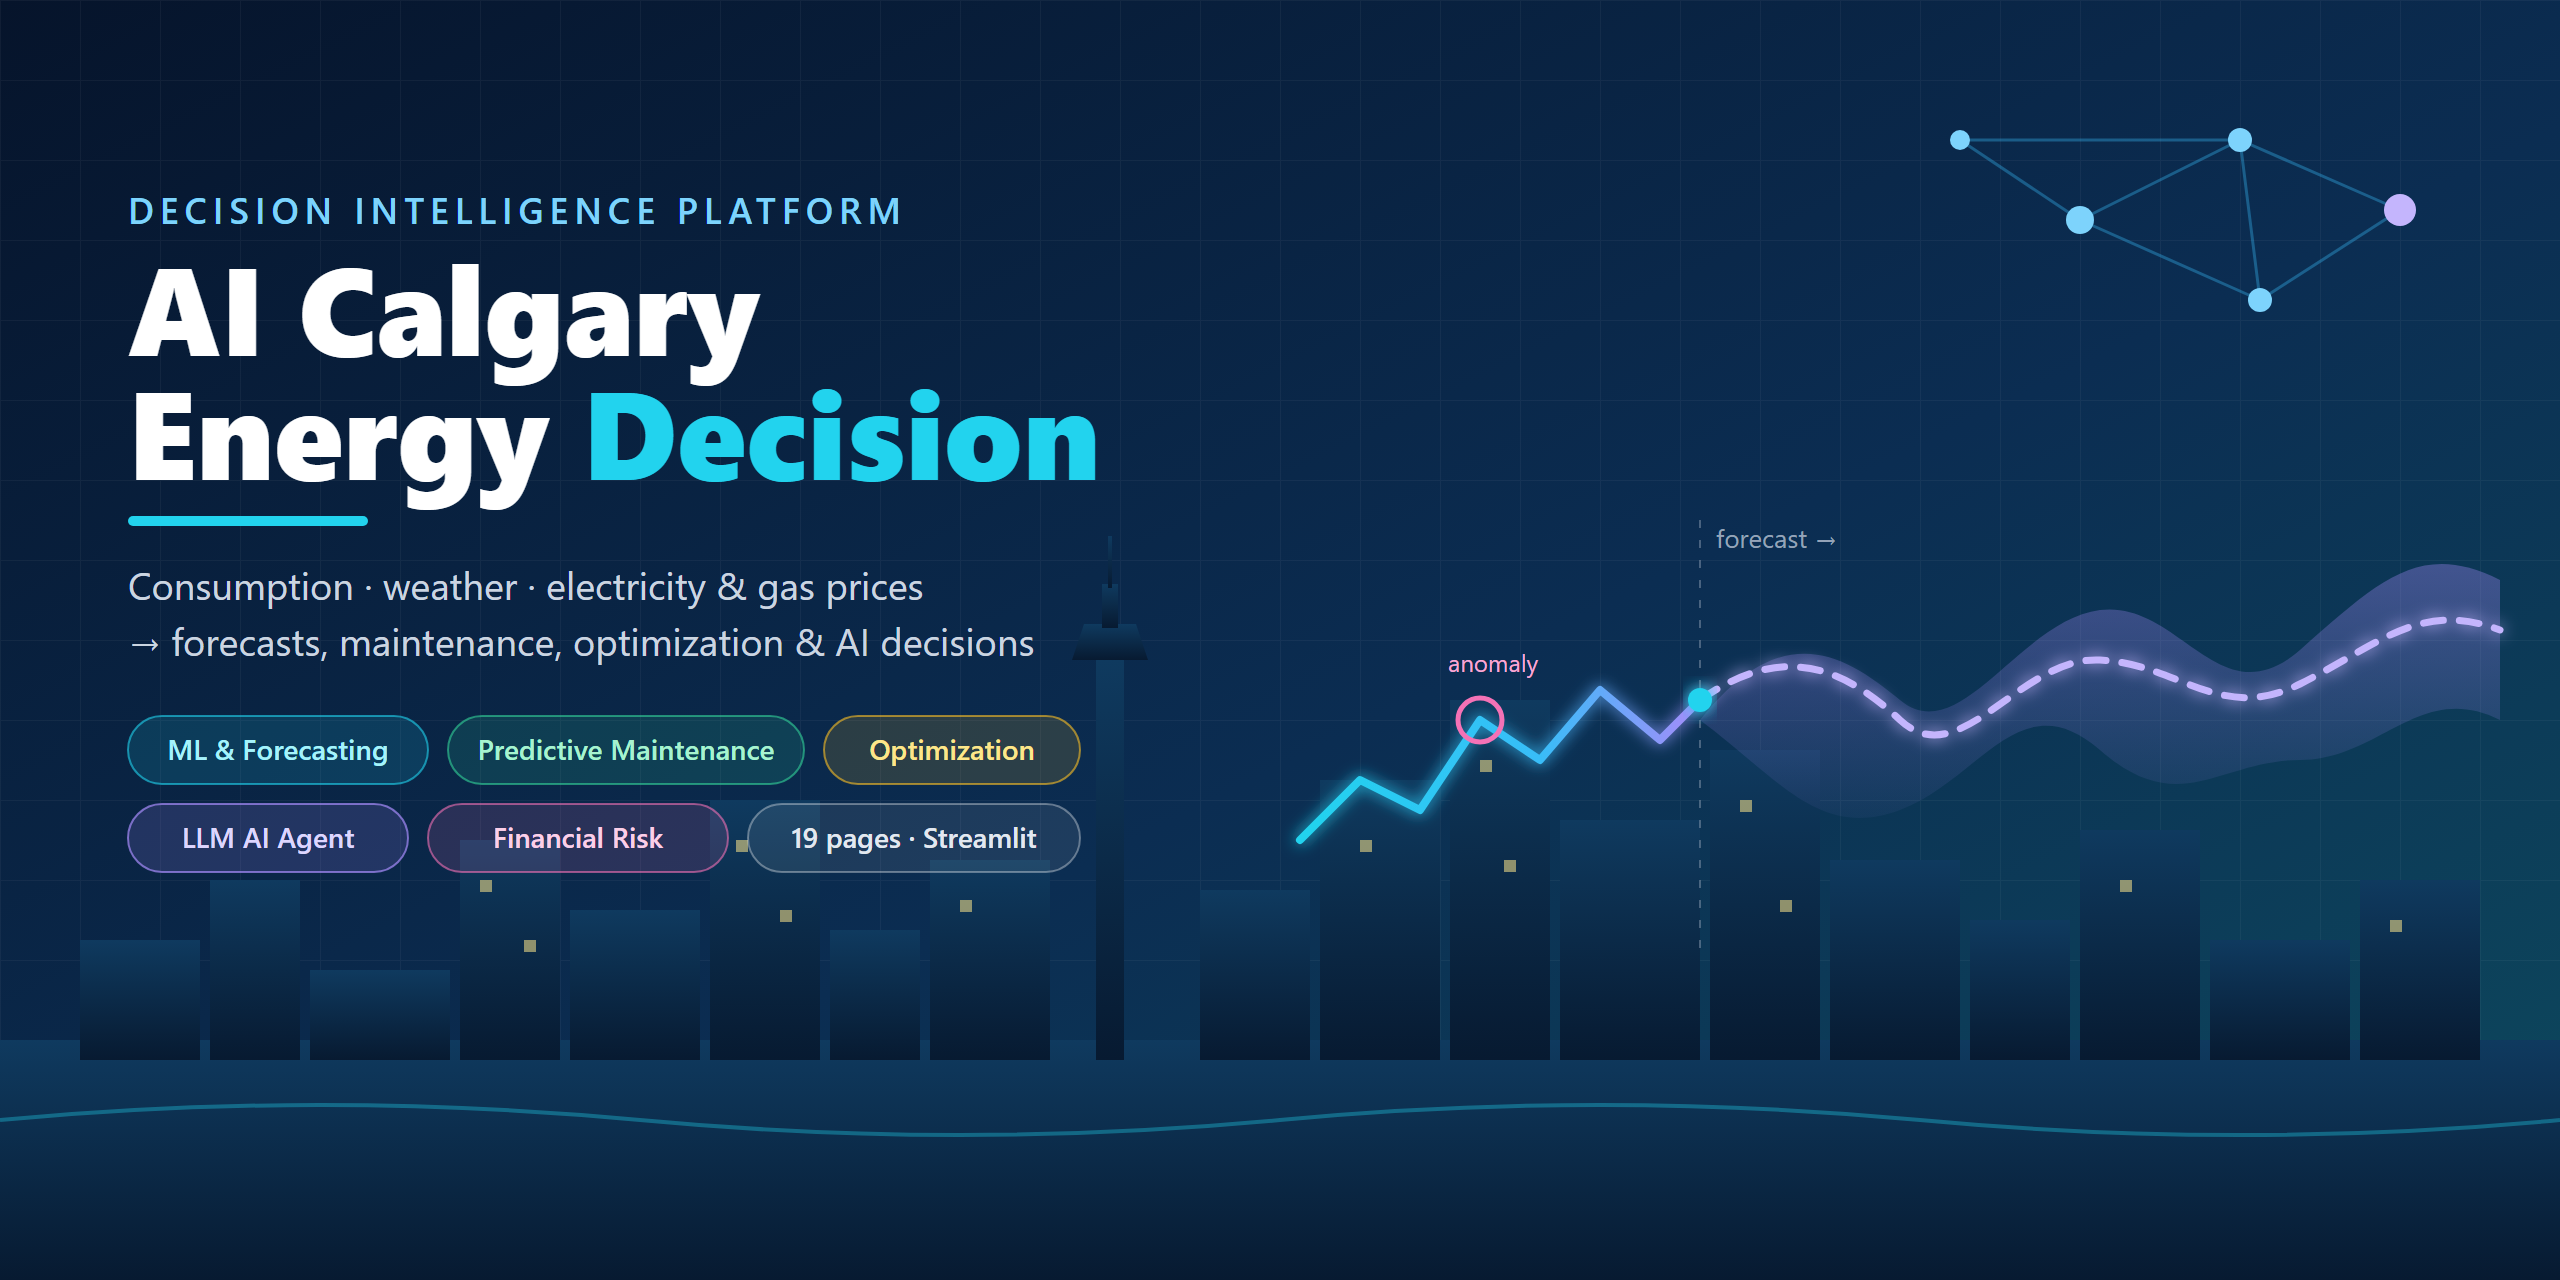 DECISION INTELLIGENCE PLATFORM
AI Calgary
Energy Decision
Consumption · weather · electricity & gas prices
→ forecasts, maintenance, optimization & AI decisions
ML & Forecasting
Predictive Maintenance
Optimization
LLM AI Agent
Financial Risk
19 pages · Streamlit
forecast →
anomaly